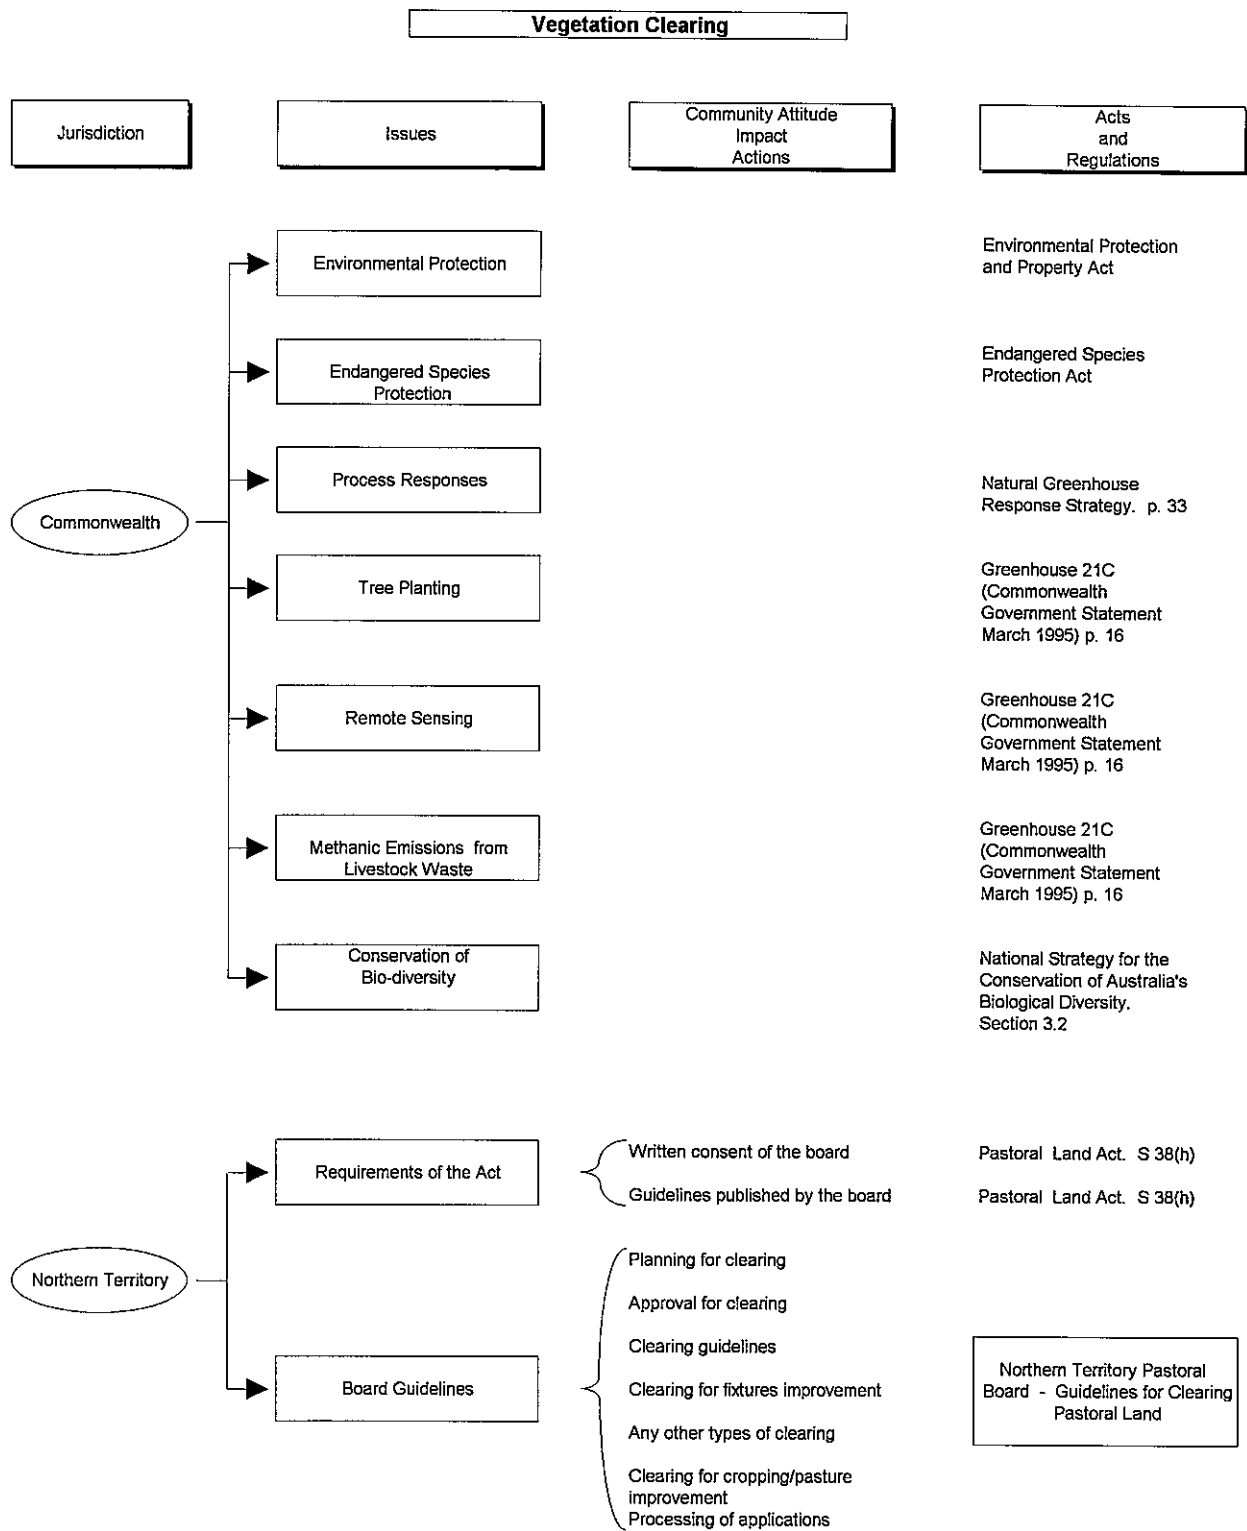 Vegetation Clearing
Jurisdiction
Issues
Community Attitude
Impact
Actions
Acts
and
Regulations
Commonwealth
Environmental Protection
Environmental Protection
and Property Act
Endangered Species
Protection
Endangered Species
Protection Act
Process Responses
Natural Greenhouse
Response Strategy. p. 33
Tree Planting
Greenhouse 21C
(Commonwealth
Government Statement
March 1995) p. 16
Remote Sensing
Greenhouse 21C
(Commonwealth
Government Statement
March 1995) p. 16
Methanic Emissions from
Livestock Waste
Greenhouse 21C
(Commonwealth
Government Statement
March 1995) p. 16
Conservation of
Bio-diversity
National Strategy for the
Conservation of Australia's
Biological Diversity.
Section 3.2
Northern Territory
Requirements of the Act
Written consent of the board
Pastoral Land Act. S 38(h)
Guidelines published by the board
Pastoral Land Act. S 38(h)
Board Guidelines
Planning for clearing
Approval for clearing
Clearing guidelines
Clearing for fixtures improvement
Any other types of clearing
Clearing for cropping/pasture
improvement
Processing of applications
Northern Territory Pastoral
Board - Guidelines for Clearing
Pastoral Land